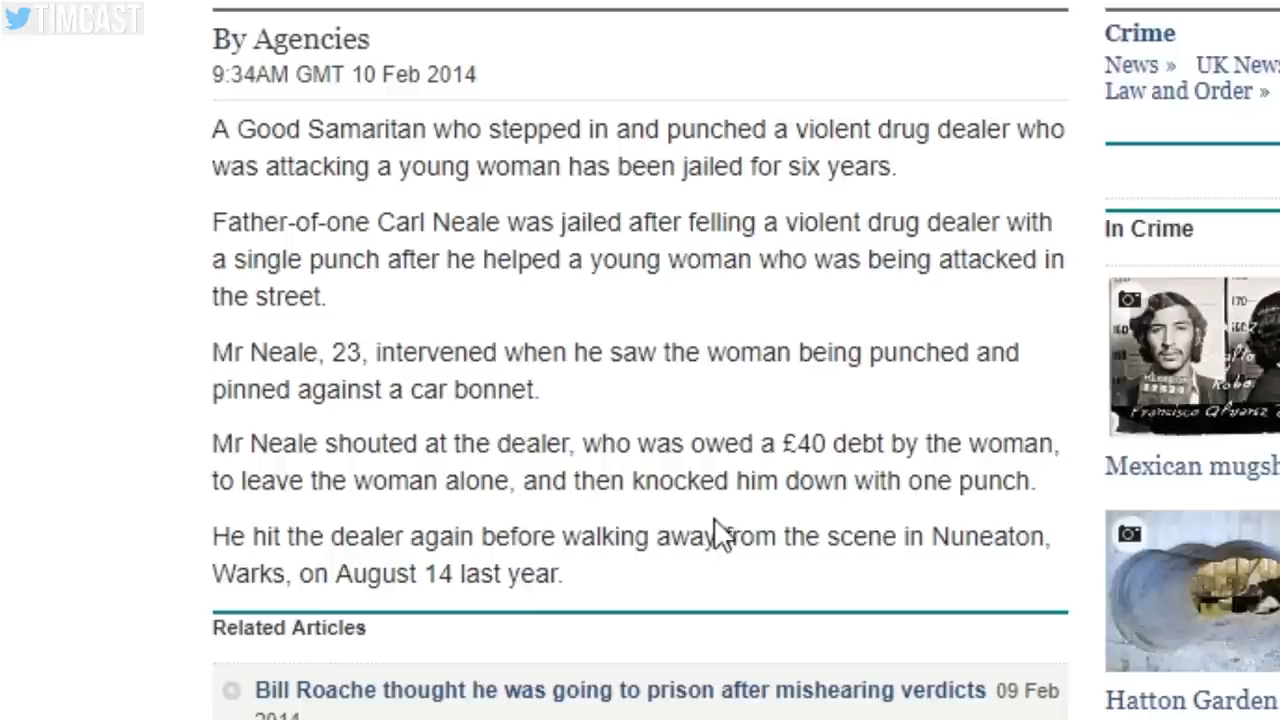 TIMCAST
By Agencies
9:34AM GMT 10 Feb 2014
A Good Samaritan who stepped in and punched a violent drug dealer who
was attacking a young woman has been jailed for six years.
Father-of-one Carl Neale was jailed after felling a violent drug dealer with
a single punch after he helped a young woman who was being attacked in
the street.
Mr Neale, 23, intervened when he saw the woman being punched and
pinned against a car bonnet.
Mr Neale shouted at the dealer, who was owed a £40 debt by the woman,
to leave the woman alone, and then knocked him down with one punch.
He hit the dealer again before walking away from the scene in Nuneaton,
Warks, on August 14 last year.
Related Articles
Bill Roache thought he was going to prison after mishearing verdicts 09 Feb
2014
Crime
News » UK News
Law and Order »
In Crime
Francisco Alvarez
Mexican mugsh
Hatton Garden